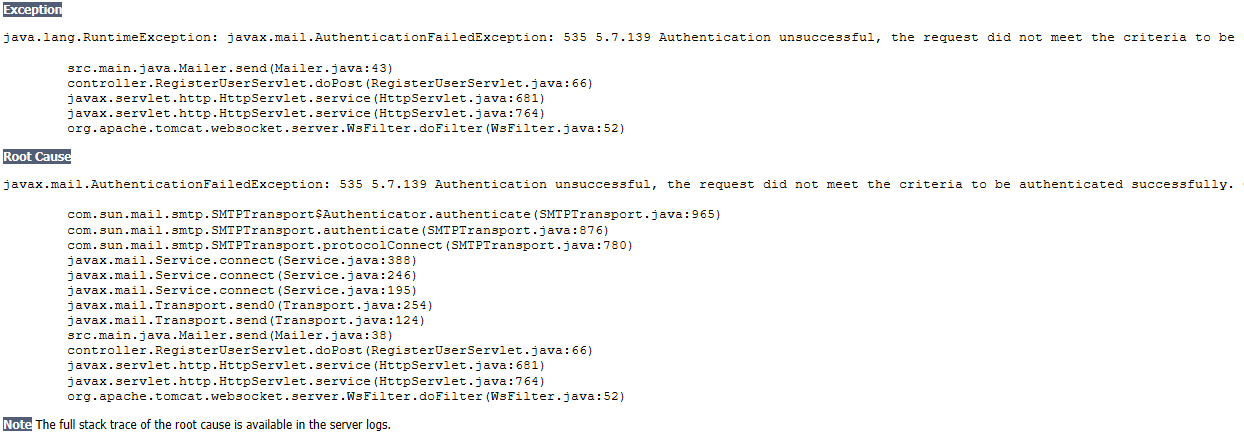 Exception
java.lang.RuntimeException: javax.mail.AuthenticationFailedException: 535 5.7.139 Authentication unsuccessful, the request did not meet the criteria to be
src.main.java.Mailer.send(Mailer.java:43)
controller.RegisterUserServlet.doPost(RegisterUserServlet.java:66)
javax.servlet.http.HttpServlet.service(HttpServlet.java:681)
javax.servlet.http.HttpServlet.service(HttpServlet.java:764)
org.apache.tomcat.websocket.server.WsFilter.doFilter(WsFilter.java:52)
Root Cause
javax.mail.AuthenticationFailedException: 535 5.7.139 Authentication unsuccessful, the request did not meet the criteria to be authenticated successfully.
com.sun.mail.smtp.SMTPTransport$Authenticator.authenticate(SMTPTransport.java:965)
com.sun.mail.smtp.SMTPTransport.authenticate(SMTPTransport.java:876)
com.sun.mail.smtp.SMTPTransport.protocolConnect(SMTPTransport.java:780)
javax.mail.Service.connect(Service.java:388)
javax.mail.Service.connect(Service.java:246)
javax.mail.Service.connect(Service.java:195)
javax.mail.Transport.send0(Transport.java:254)
javax.mail.Transport.send(Transport.java:124)
src.main.java.Mailer.send(Mailer.java:38)
controller.RegisterUserServlet.doPost(RegisterUserServlet.java:66)
javax.servlet.http.HttpServlet.service(HttpServlet.java:681)
javax.servlet.http.HttpServlet.service(HttpServlet.java:764)
org.apache.tomcat.websocket.server.WsFilter.doFilter(WsFilter.java:52)
Note The full stack trace of the root cause is available in the server logs.